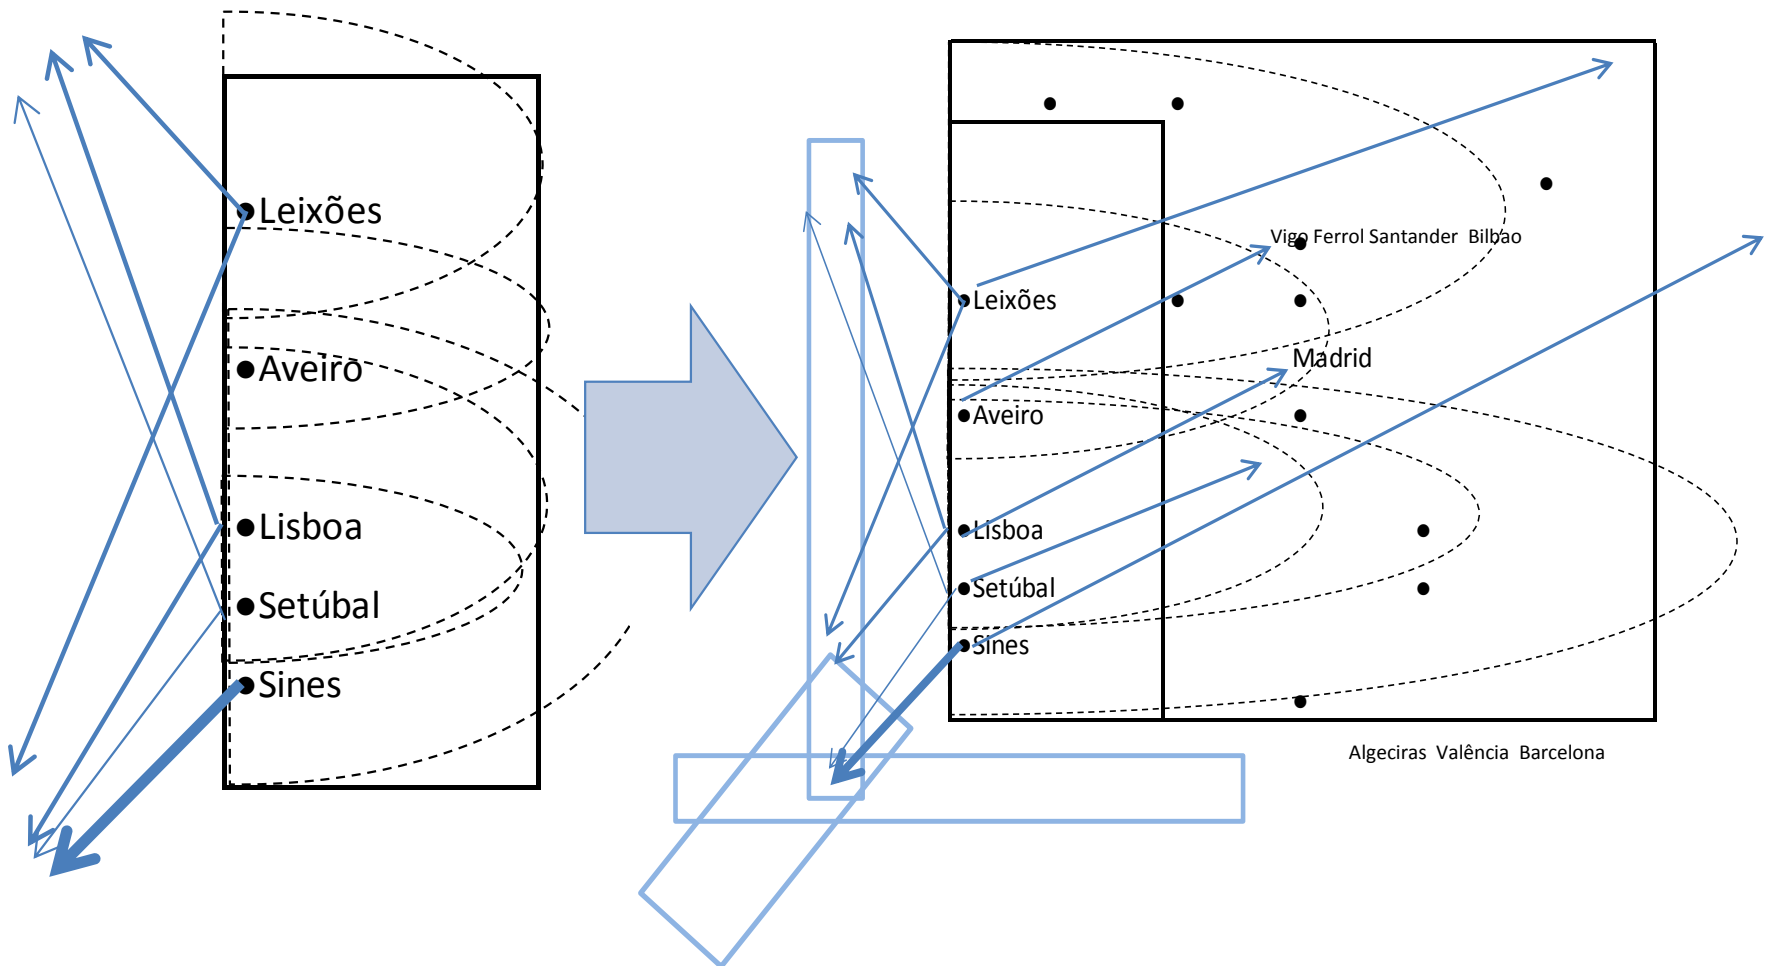 Leixões
Aveiro
Lisboa
Setúbal
Sines
Vigo Ferrol Santander Bilbao
Leixões
Madrid
Aveiro
Lisboa
Setúbal
Sines
Algeciras Valência Barcelona